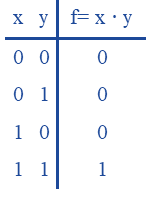 x y f= x · y
0 0 0
0 1 0
1 0 0
1 1 1